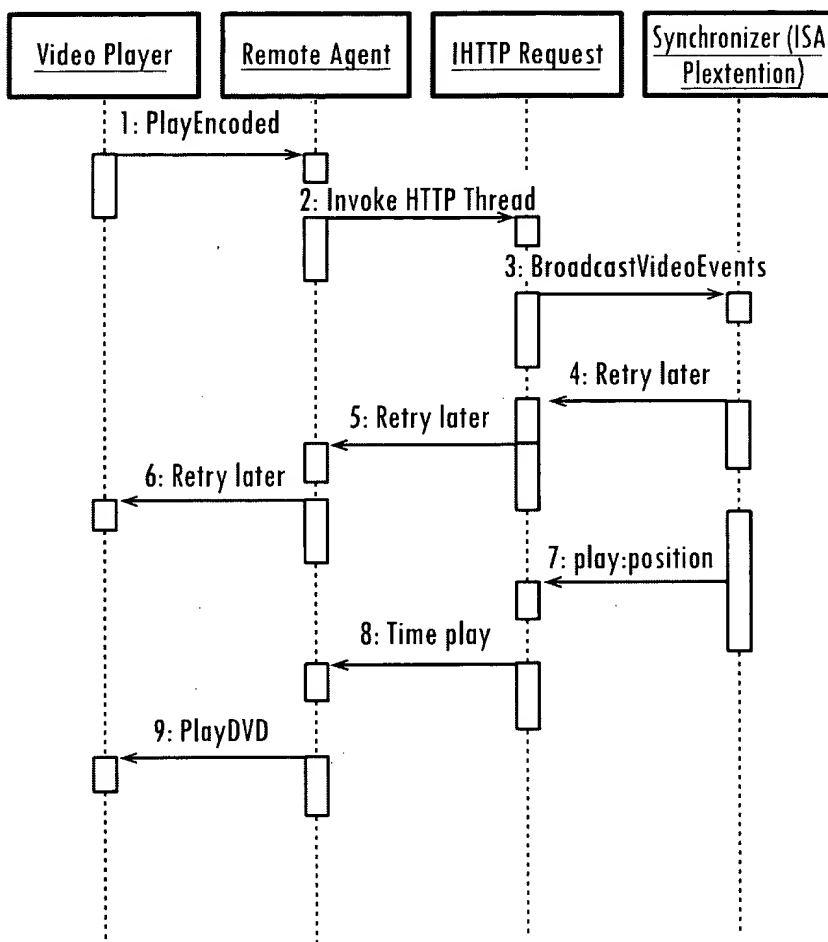 Video Player
Remote Agent
IHTTP Request
Synchronizer (ISA
Plextention)
1: PlayEncoded
2: Invoke HTTP Thread
3: BroadcastVideoEvents
4: Retry later
5: Retry later
6: Retry later
7: play:position
8: Time play
9: PlayDVD